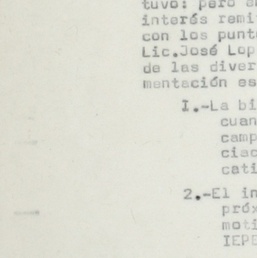 tuvo: pero
interés remi
con los punt
Lic.José Lop
de las diver
mentación es
I.-La bi
cuan
camp
ciac
cati
2.-El in
próx
moti
IEPE